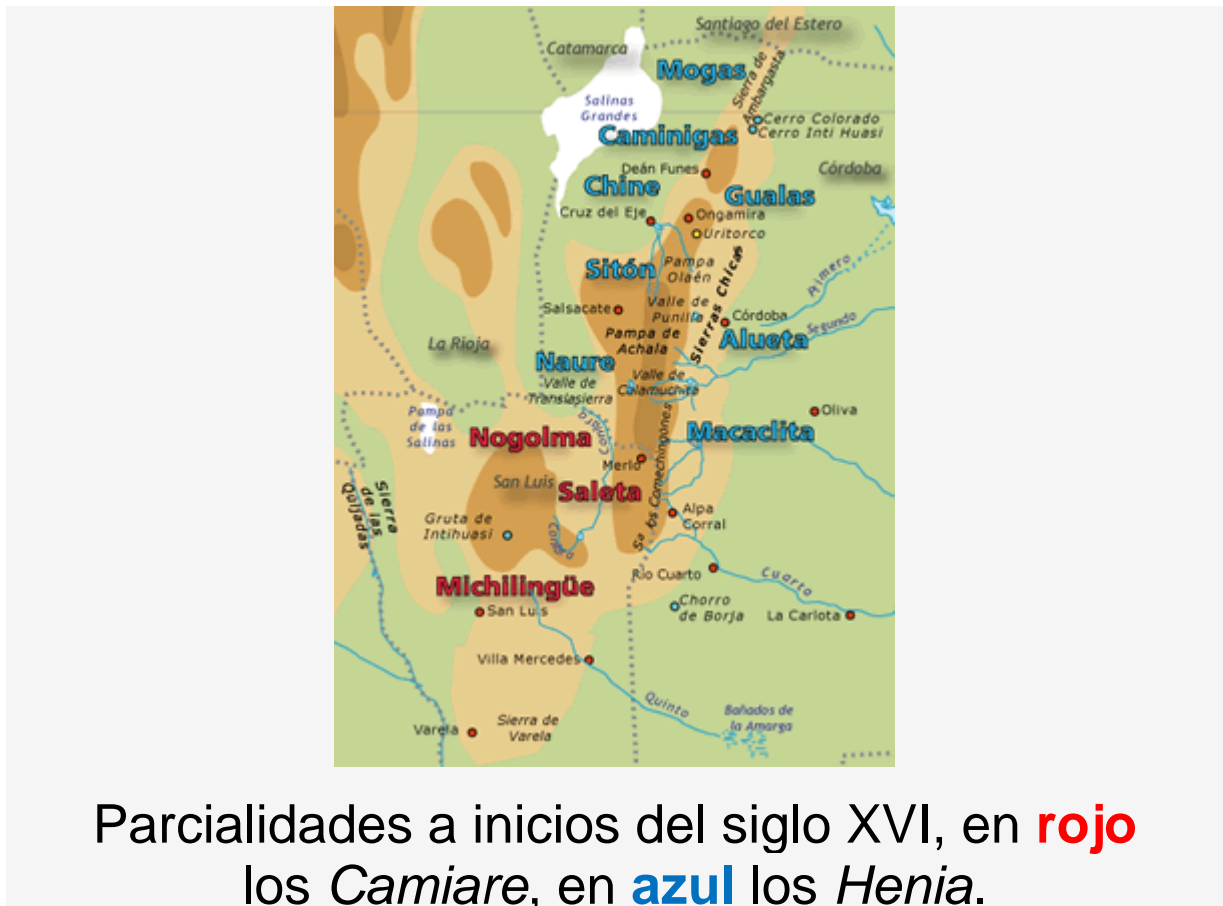 Santiago del Estero
Catamarca
Mogas
Sierra de
Ambargasta
Salinas
Grandes
Cerro Colorado
Cerro Inti Huasi
Caminigas
Deán Funes
Córdoba
Chine
Gualas
Cruz del Eje
Ongamira
Uritorco
Sitón
Pampa
Olaén
Sierras Chicas
Primero
Salsacate
Valle de
Punilla
Córdoba
Segundo
Pampa de
Achala
Alueta
La Rioja
Naure
Valle de
Translasierra
Valle de
Calamuchita
Pampa
de las
Salinas
Oliva
Nogolma
Conlara
Macaclita
Merlo
Sa. los Comechingones
San Luis
Saleta
Sierra
de las
Quijadas
Gruta de
Intihuasi
Conlara
Alpa
Corral
Michilingüe
Río Cuarto
Cuarto
San Luis
Chorro
de Borja
La Carlota
Villa Mercedes
Quinto
Bañados de
la Amarga
Varela
Sierra de
Varela
Parcialidades a inicios del siglo XVI, en rojo
los Camiare, en azul los Henia.